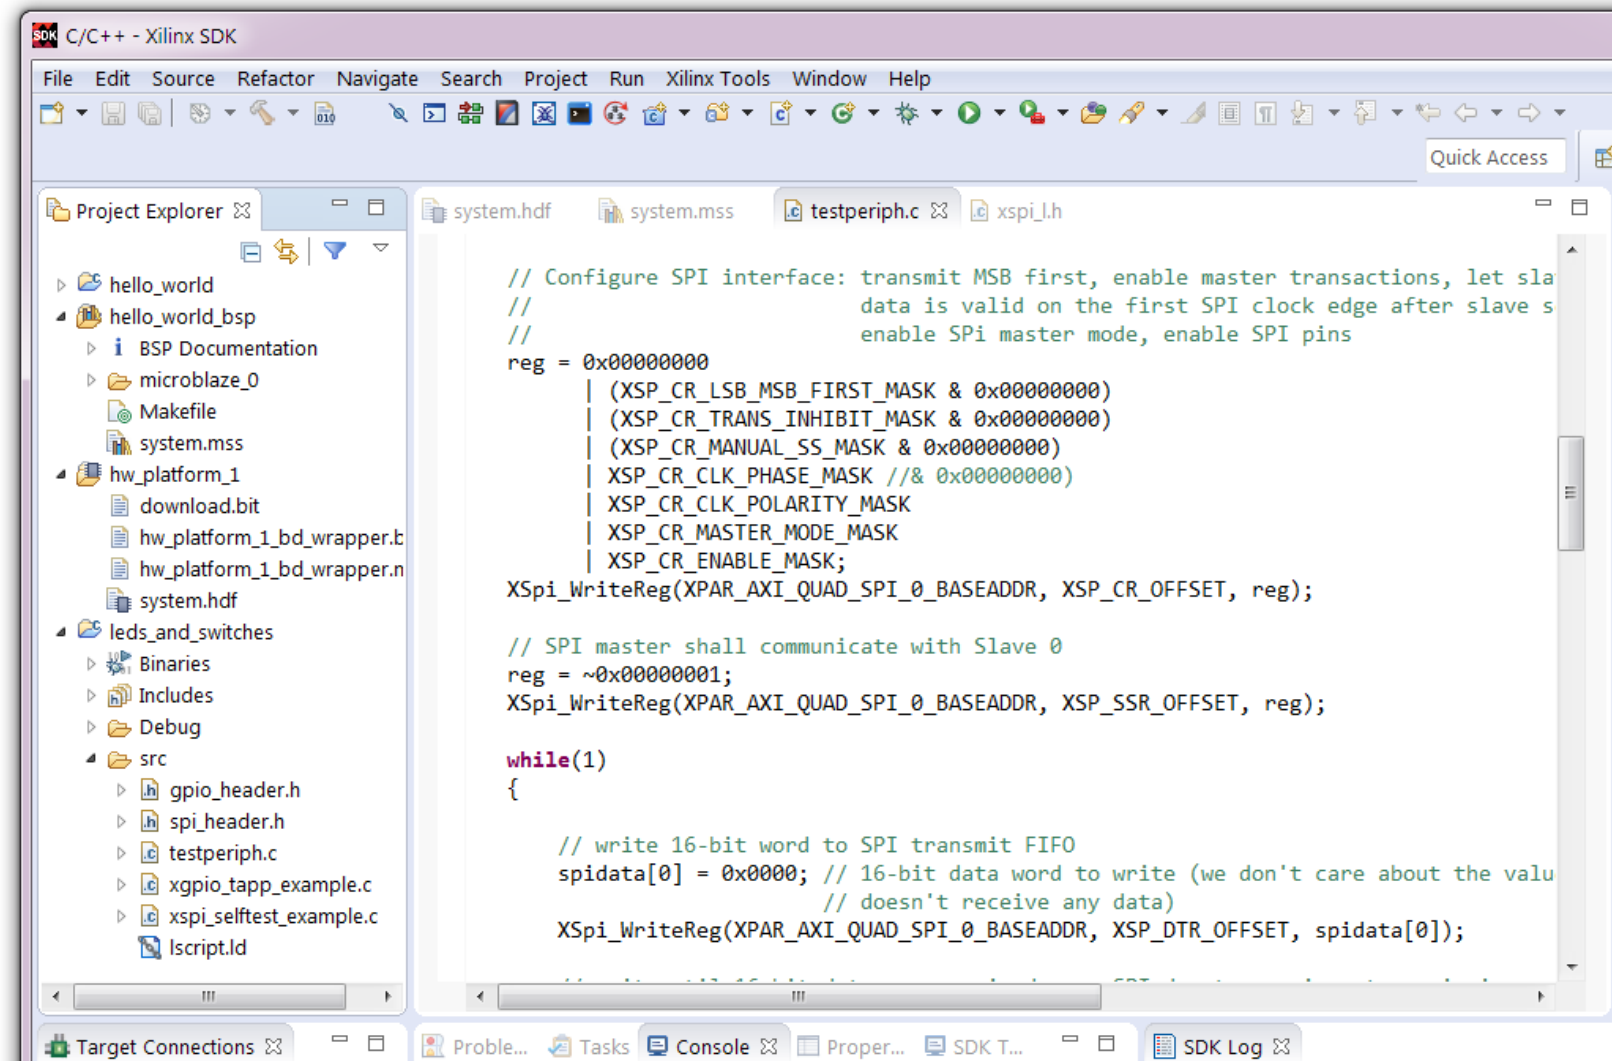 C/C++ - Xilinx SDK
File Edit Source Refactor Navigate Search Project Run Xilinx Tools Window Help
Quick Access
Project Explorer
system.hdf system.mss testperiph.c xspi_l.h
hello_world
hello_world_bsp
BSP Documentation
microblaze_0
Makefile
system.mss
hw_platform_1
download.bit
hw_platform_1_bd_wrapper.b
hw_platform_1_bd_wrapper.n
system.hdf
leds_and_switches
Binaries
Includes
Debug
src
gpio_header.h
spi_header.h
testperiph.c
xgpio_tapp_example.c
xspi_selftest_example.c
lscript.ld
// Configure SPI interface: transmit MSB first, enable master transactions, let sla
// data is valid on the first SPI clock edge after slave s
// enable SPi master mode, enable SPI pins
reg = 0x00000000
| (XSP_CR_LSB_MSB_FIRST_MASK & 0x00000000)
| (XSP_CR_TRANS_INHIBIT_MASK & 0x00000000)
| (XSP_CR_MANUAL_SS_MASK & 0x00000000)
| XSP_CR_CLK_PHASE_MASK //& 0x00000000)
| XSP_CR_CLK_POLARITY_MASK
| XSP_CR_MASTER_MODE_MASK
| XSP_CR_ENABLE_MASK;
XSpi_WriteReg(XPAR_AXI_QUAD_SPI_0_BASEADDR, XSP_CR_OFFSET, reg);
// SPI master shall communicate with Slave 0
reg = ~0x00000001;
XSpi_WriteReg(XPAR_AXI_QUAD_SPI_0_BASEADDR, XSP_SSR_OFFSET, reg);
while(1)
{
// write 16-bit word to SPI transmit FIFO
spidata[0] = 0x0000; // 16-bit data word to write (we don't care about the valu
// doesn't receive any data)
XSpi_WriteReg(XPAR_AXI_QUAD_SPI_0_BASEADDR, XSP_DTR_OFFSET, spidata[0]);
Target Connections
Proble... Tasks Console Proper... SDK T...
SDK Log